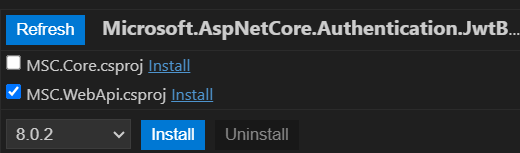 Refresh Microsoft.AspNetCore.Authentication.JwtB...
MSC.Core.csproj Install
MSC.WebApi.csproj Install
8.0.2 Install Uninstall